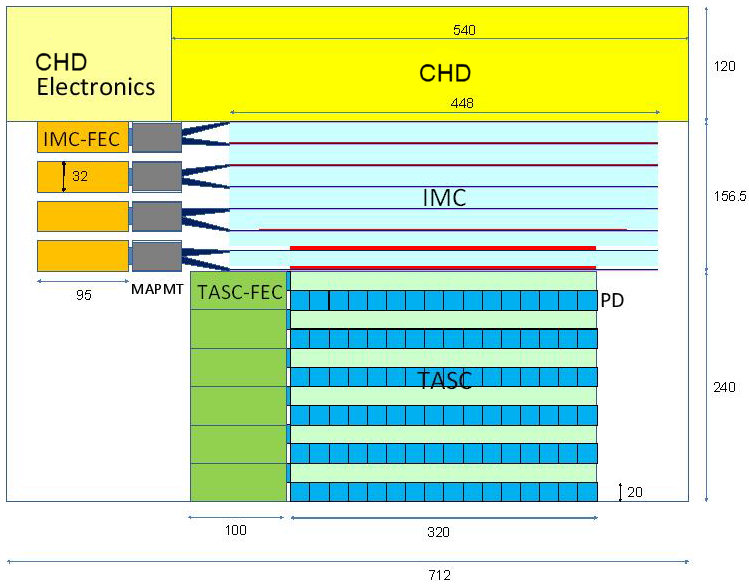 540
CHD
Electronics
CHD
120
448
IMC-FEC
32
IMC
156.5
95
MAPMT
TASC-FEC
PD
TASC
240
20
100
320
712